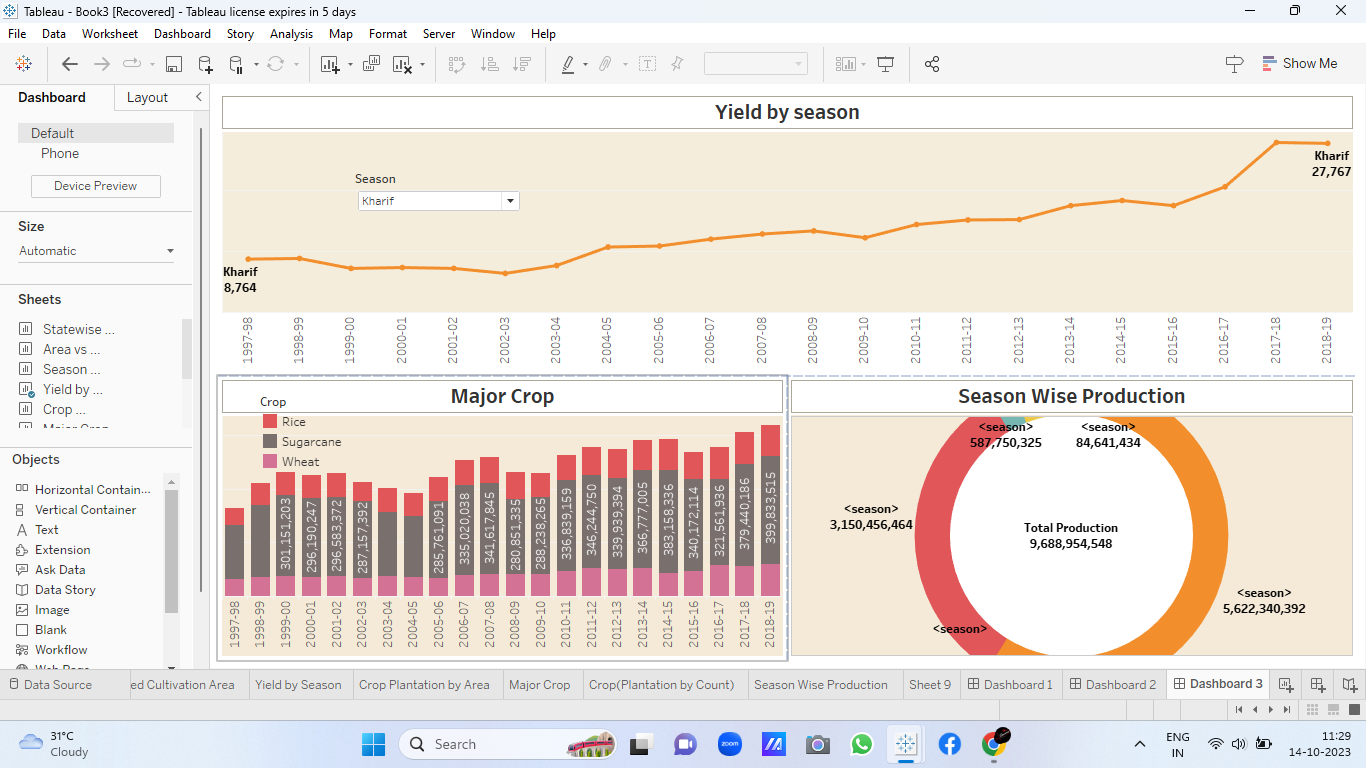 Tableau - Book3 [Recovered] - Tableau license expires in 5 days
File Data Worksheet Dashboard Story Analysis Map Format Server Window Help
Show Me
Dashboard Layout
Default
Phone
Device Preview
Size
Automatic
Sheets
Statewise ...
Area vs ...
Season ...
Yield by ...
Crop ...
Major Crop
Objects
Horizontal Contain...
Vertical Container
Text
Extension
Ask Data
Data Story
Image
Blank
Workflow
Web Page
Yield by season
Season
Kharif
Kharif
8,764
Kharif
27,767
1997-98 1998-99 1999-00 2000-01 2001-02 2002-03 2003-04 2004-05 2005-06 2006-07 2007-08 2008-09 2009-10 2010-11 2011-12 2012-13 2013-14 2014-15 2015-16 2016-17 2017-18 2018-19
Major Crop
Crop
Rice
Sugarcane
Wheat
301,151,203 296,190,247 296,583,372 287,157,392 285,761,091 335,020,038 341,617,845 280,851,335 288,238,265 336,839,159 346,244,750 339,939,394 366,777,005 383,158,336 340,172,114 321,561,936 379,440,186 399,833,515
1997-98 1998-99 1999-00 2000-01 2001-02 2002-03 2003-04 2004-05 2005-06 2006-07 2007-08 2008-09 2009-10 2010-11 2011-12 2012-13 2013-14 2014-15 2015-16 2016-17 2017-18 2018-19
Season Wise Production
<season> <season>
587,750,325 84,641,434
<season>
3,150,456,464
Total Production
9,688,954,548
<season>
5,622,340,392
<season>
Data Source ed Cultivation Area Yield by Season Crop Plantation by Area Major Crop Crop(Plantation by Count) Season Wise Production Sheet 9 Dashboard 1 Dashboard 2 Dashboard 3
31°C
Cloudy
Search
zoom
ENG
IN
11:29
14-10-2023